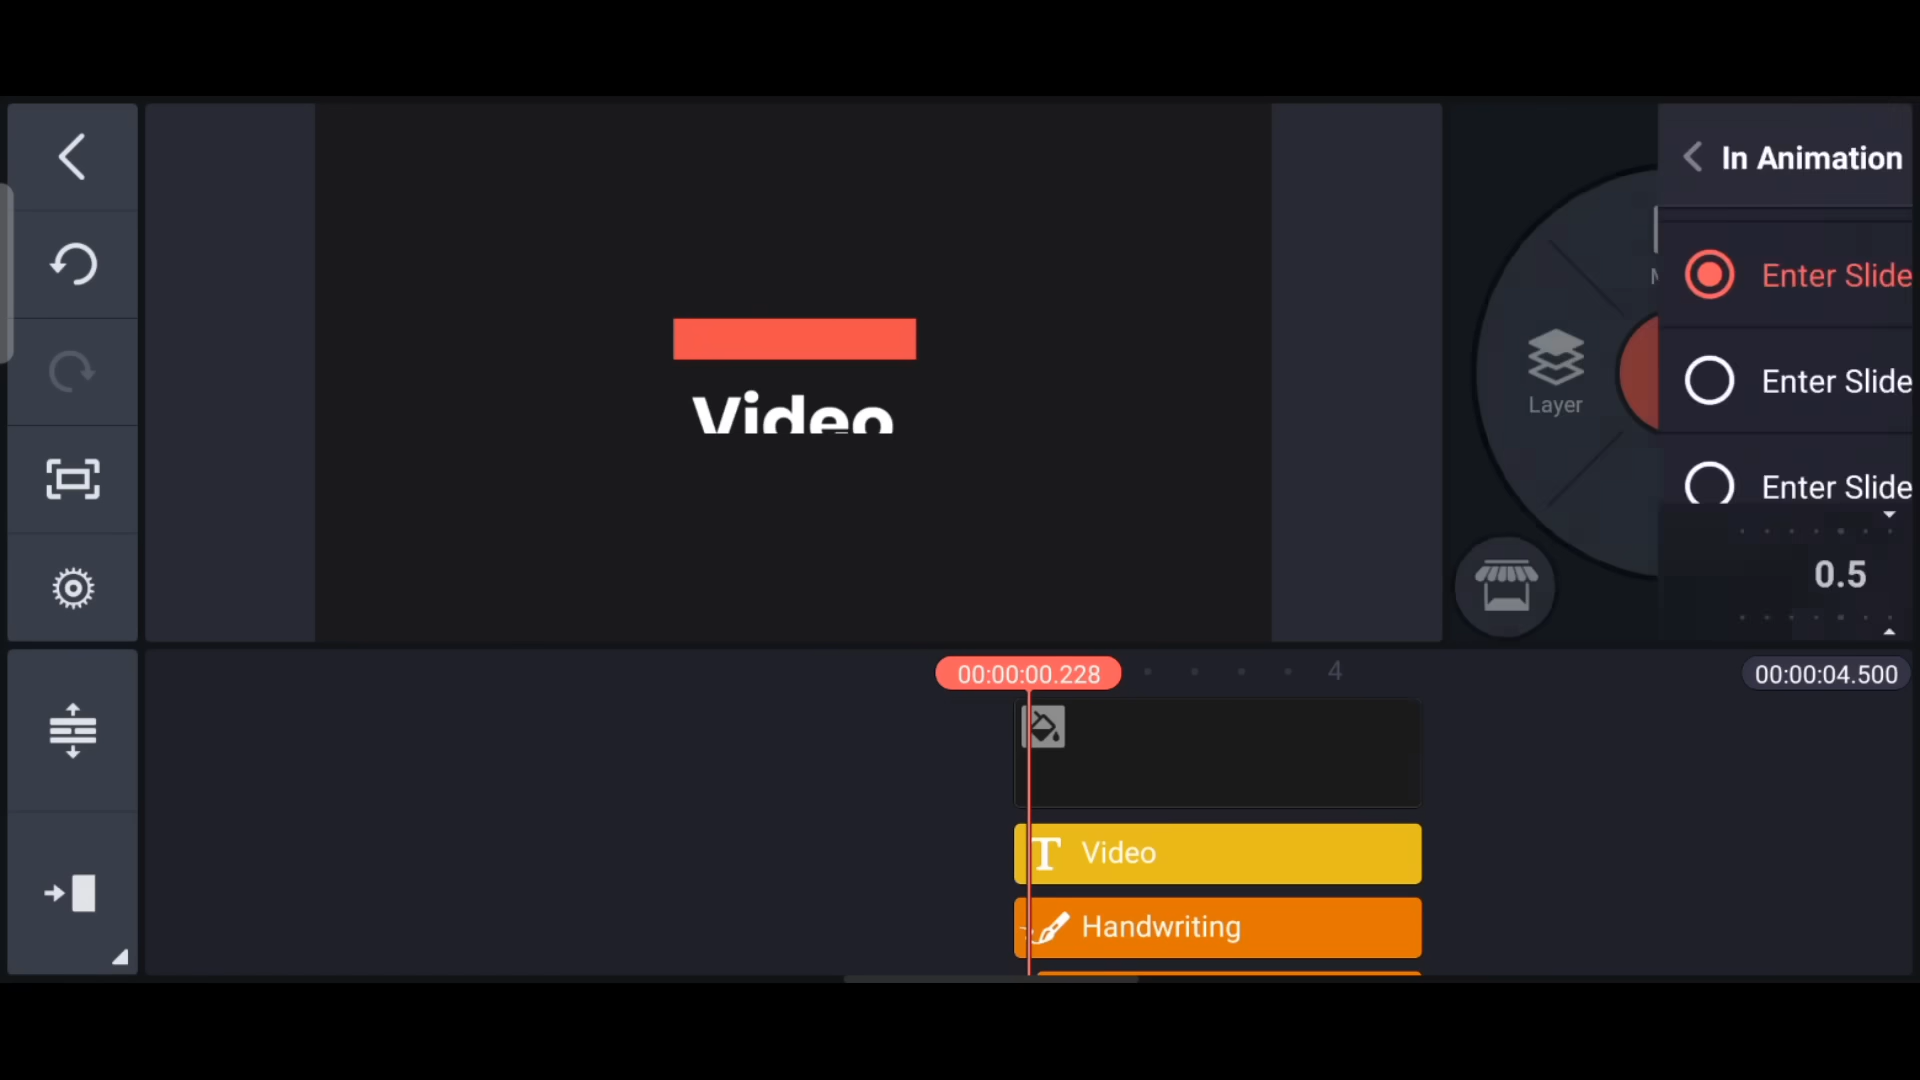 In Animation
Enter Slide
Enter Slide
Enter Slide
Layer
Video
0.5
00:00:00.228
4
00:00:04.500
T Video
Handwriting